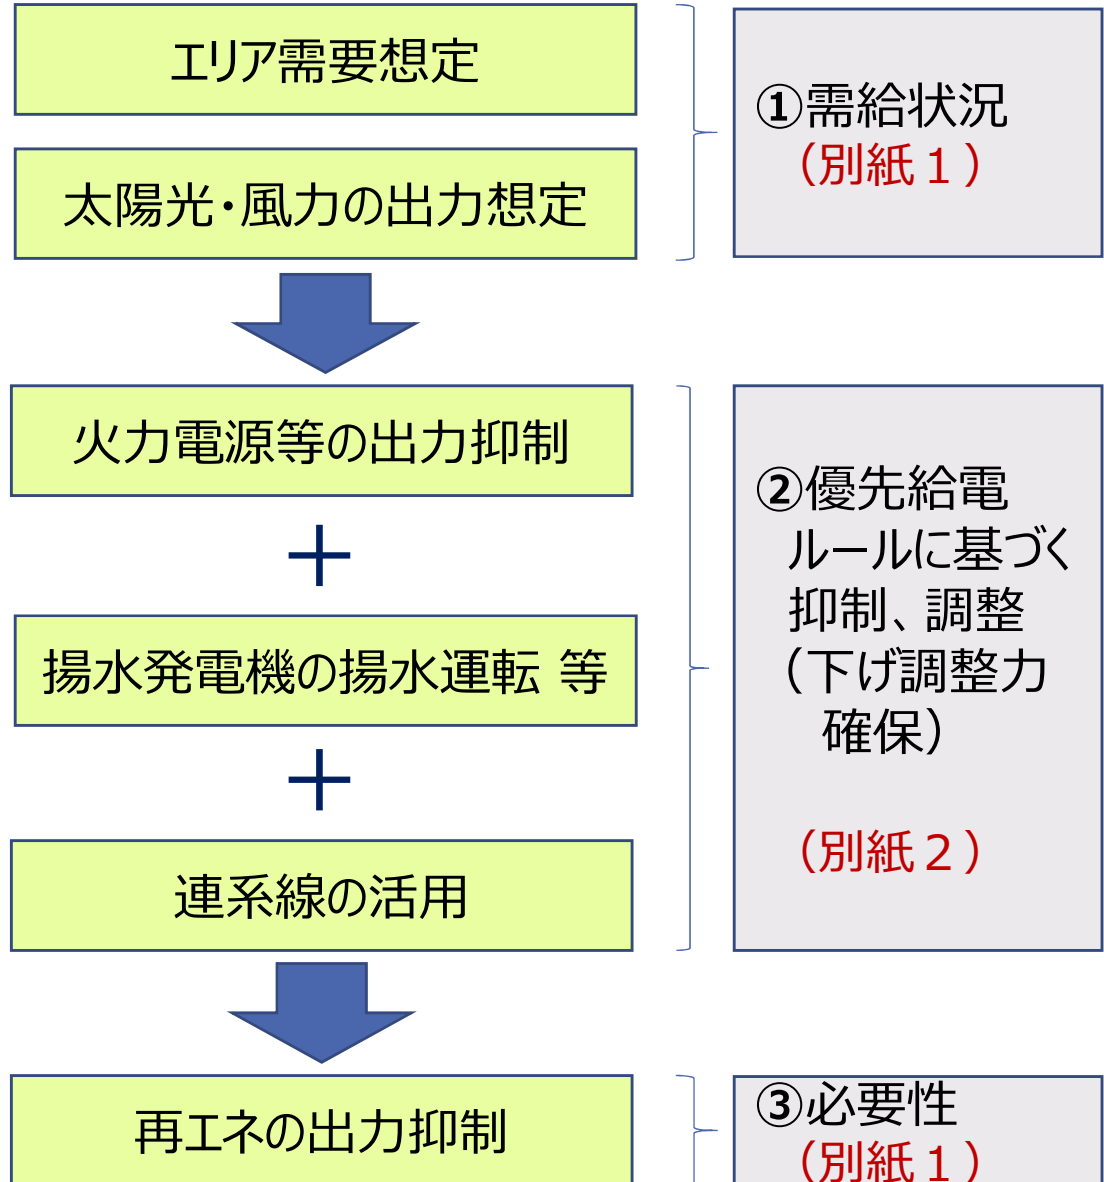 エリア需要想定
太陽光・風力の出力想定
①需給状況
（別紙１）
火力電源等の出力抑制
＋
揚水発電機の揚水運転 等
＋
連系線の活用
②優先給電
ルールに基づく
抑制、調整
（下げ調整力
確保）
（別紙２）
再エネの出力抑制
③必要性
（別紙１）